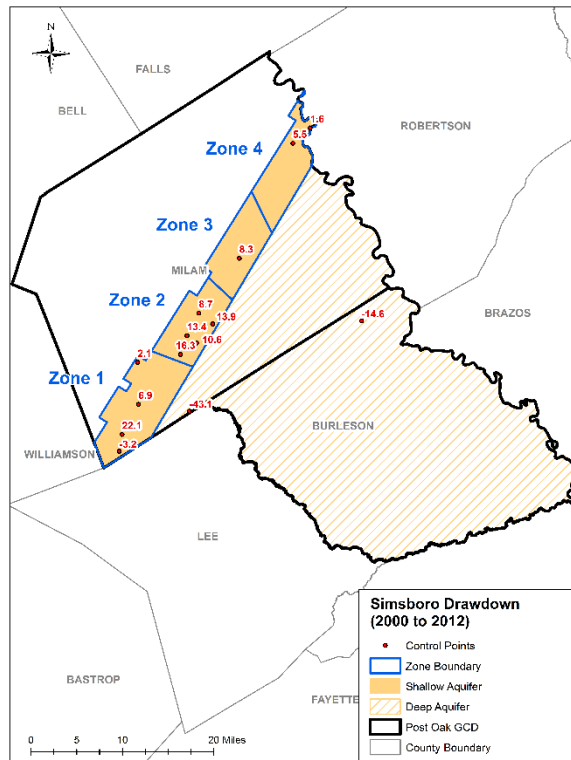 N
FALLS
BELL
1.6
ROBERTSON
5.5
Zone 4
Zone 3
8.3
MILAM
Zone 2
8.7
13.9
-14.6
BRAZOS
13.4
10.6
16.3
2.1
Zone 1
6.9
-43.1
BURLESON
22.1
-3.2
WILLIAMSON
LEE
Simsboro Drawdown
(2000 to 2012)
Control Points
Zone Boundary
Shallow Aquifer
Deep Aquifer
Post Oak GCD
County Boundary
BASTROP
FAYETTE
0 5 10 20 Miles